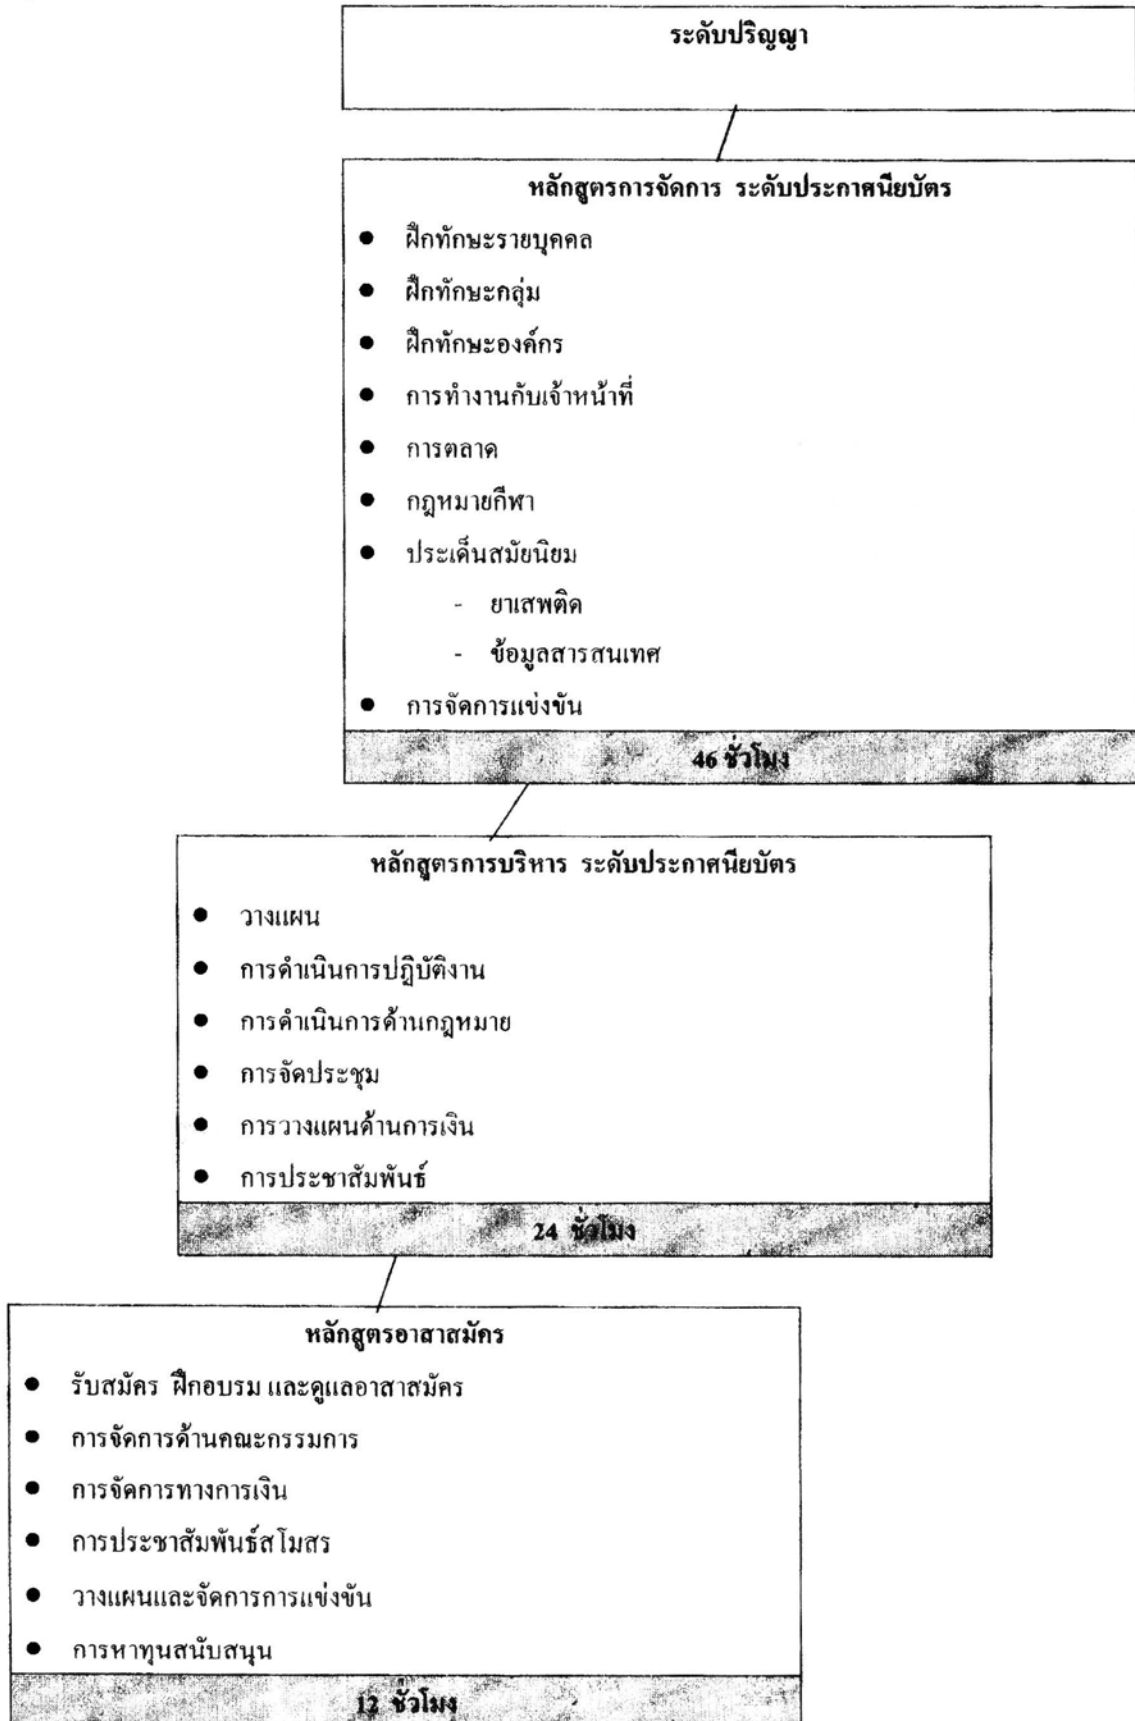 ระดับปริญญา
หลักสูตรการจัดการ ระดับประกาศนียบัตร
● ฝึกทักษะรายบุคคล
● ฝึกทักษะกลุ่ม
● ฝึกทักษะองค์กร
● การทำงานกับเจ้าหน้าที่
● การตลาด
● กฎหมายกีฬา
● ประเด็นสมัยนิยม
- ยาเสพติด
- ข้อมูลสารสนเทศ
● การจัดการแข่งขัน
46 ชั่วโมง
หลักสูตรการบริหาร ระดับประกาศนียบัตร
● วางแผน
● การดำเนินการปฏิบัติงาน
● การดำเนินการด้านกฎหมาย
● การจัดประชุม
● การวางแผนด้านการเงิน
● การประชาสัมพันธ์
24 ชั่วโมง
หลักสูตรอาสาสมัคร
● รับสมัคร ฝึกอบรม และดูแลอาสาสมัคร
● การจัดการด้านคณะกรรมการ
● การจัดการทางการเงิน
● การประชาสัมพันธ์สโมสร
● วางแผนและจัดการการแข่งขัน
● การหาทุนสนับสนุน
12 ชั่วโมง